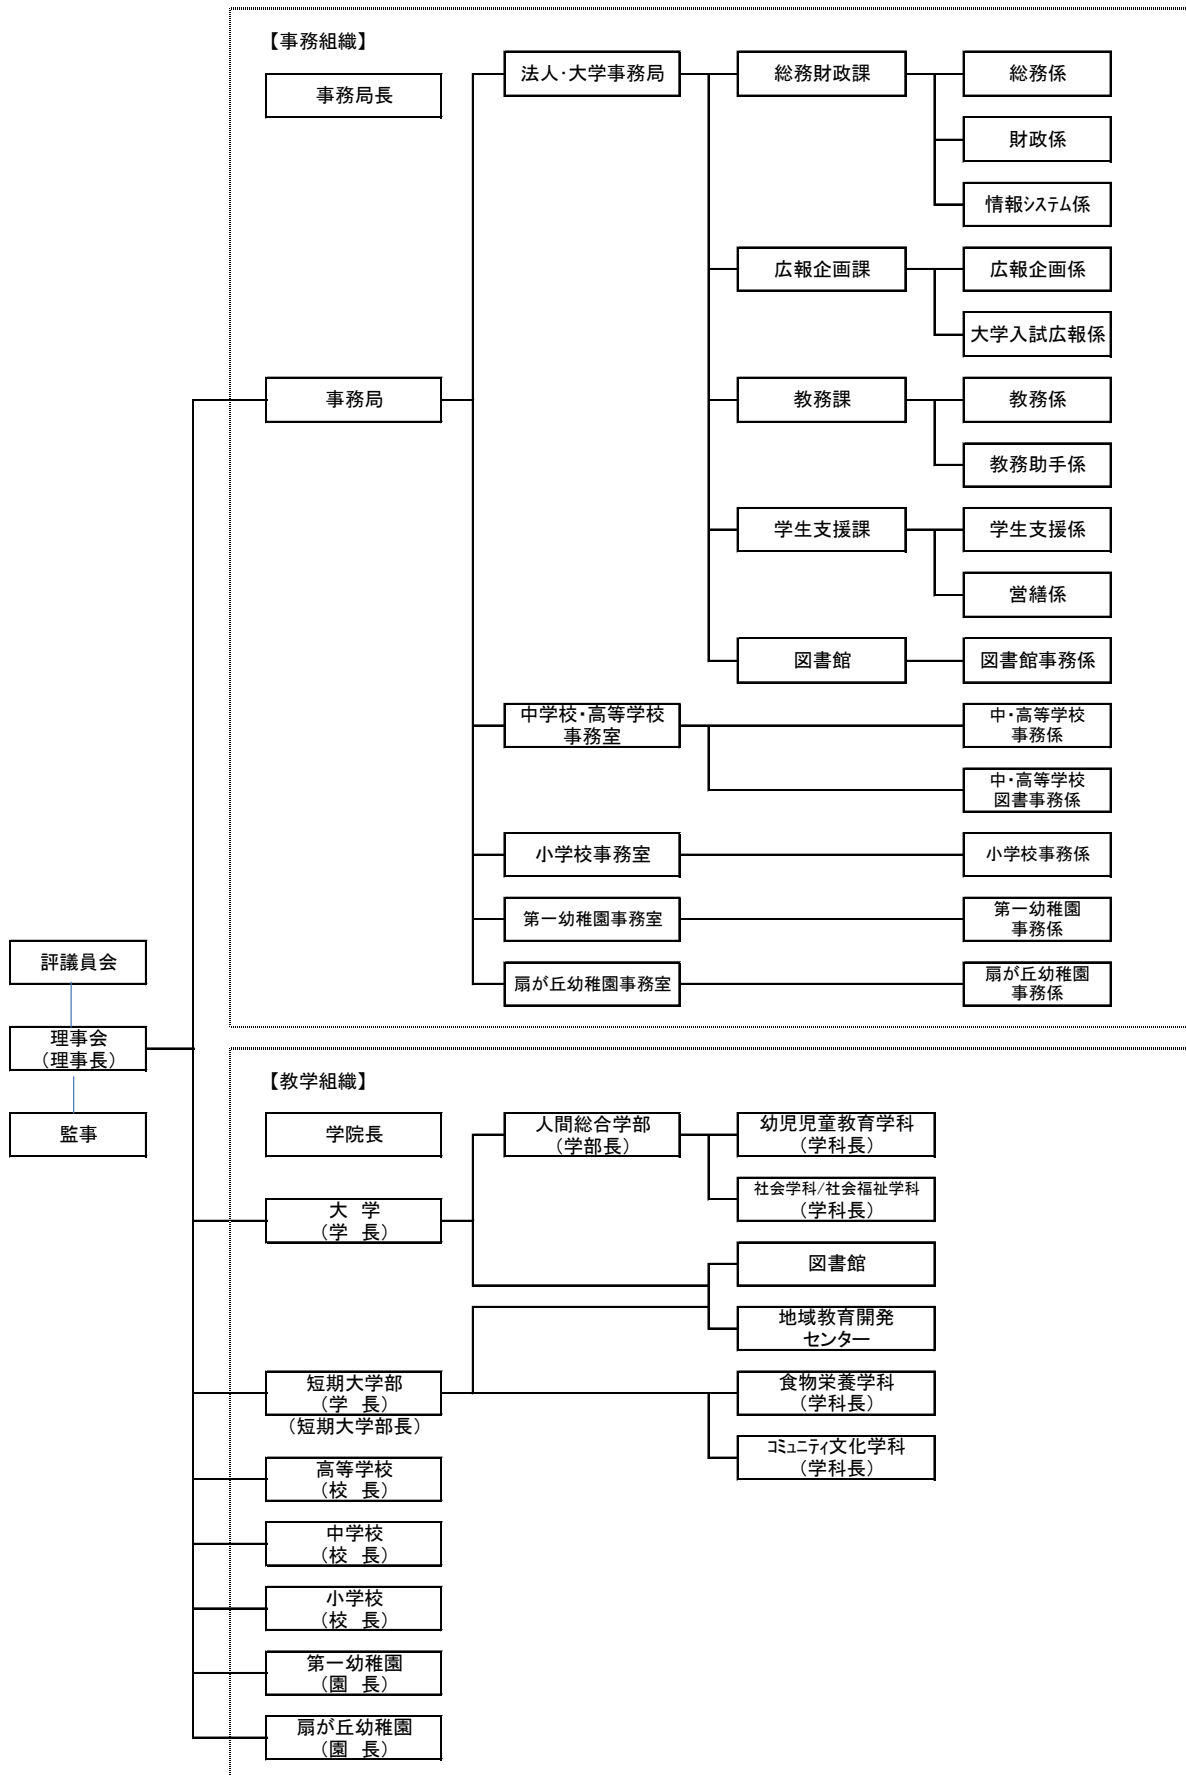 【事務組織】
事務局長
法人・大学事務局
総務財政課
総務係
財政係
情報システム係
広報企画課
広報企画係
大学入試広報係
事務局
教務課
教務係
教務助手係
学生支援課
学生支援係
営繕係
図書館
図書館事務係
中学校・高等学校
事務室
中・高等学校
事務係
中・高等学校
図書事務係
小学校事務室
小学校事務係
第一幼稚園事務室
第一幼稚園
事務係
扇が丘幼稚園事務室
扇が丘幼稚園
事務係
評議員会
理事会
（理事長）
監事
【教学組織】
学院長
人間総合学部
（学部長）
幼児児童教育学科
（学科長）
社会学科/社会福祉学科
（学科長）
大　学
（学　長）
図書館
地域教育開発
センター
短期大学部
（学　長）
（短期大学部長）
食物栄養学科
（学科長）
コミュニティ文化学科
（学科長）
高等学校
（校　長）
中学校
（校　長）
小学校
（校　長）
第一幼稚園
（園　長）
扇が丘幼稚園
（園　長）